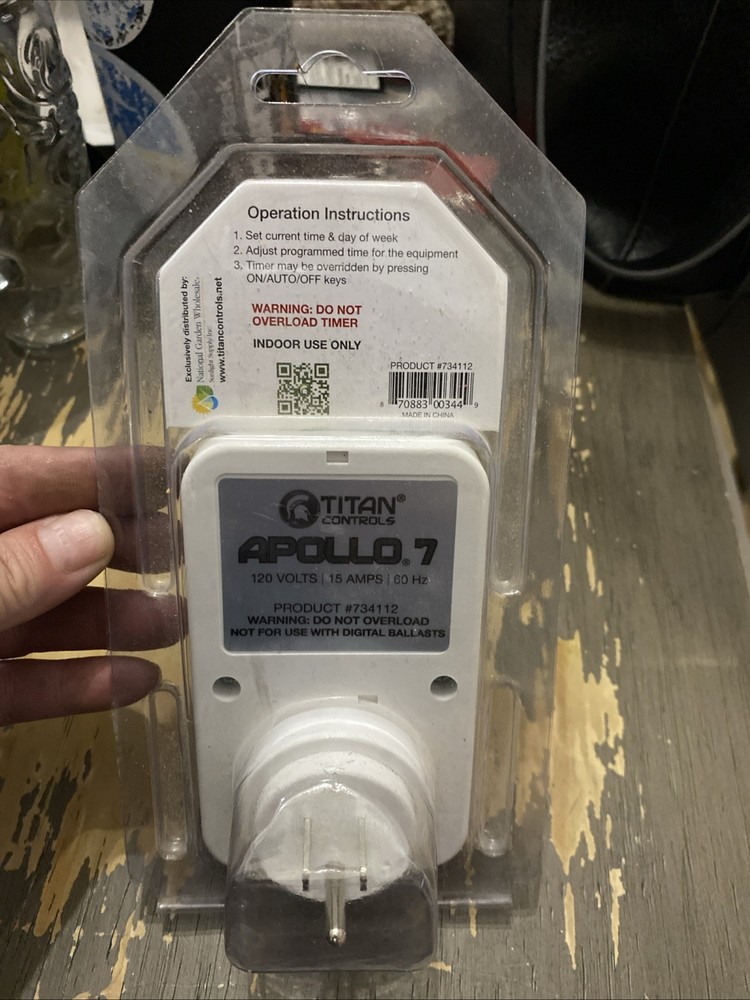 Operation Instructions
1. Set current time & day of week
2. Adjust programmed time for the equipment
3. Timer may be overridden by pressing
ON/AUTO/OFF keys
WARNING: DO NOT
OVERLOAD TIMER
INDOOR USE ONLY
Exclusively distributed by:
National Garden Wholesale®
Sunlight Supply Inc.
www.titancontrols.net
PRODUCT #734112
8 70883 00344 9
MADE IN CHINA
TITAN®
CONTROLS
APOLLO® 7
120 VOLTS | 15 AMPS | 60 Hz
PRODUCT #734112
WARNING: DO NOT OVERLOAD
NOT FOR USE WITH DIGITAL BALLASTS